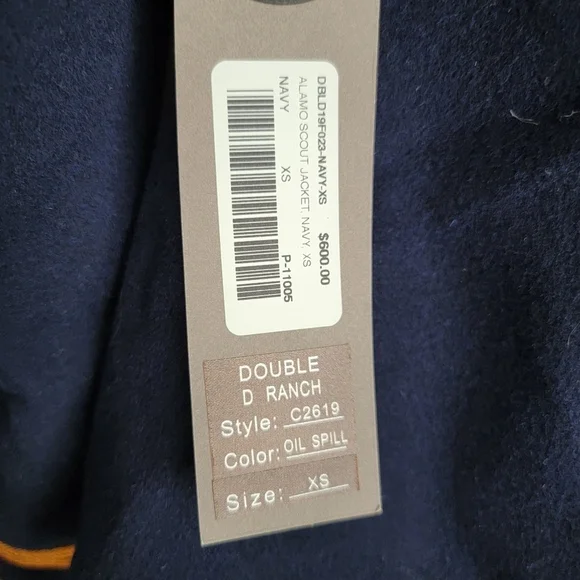 DBLD19F023-NAVY-XS $600.00
ALAMO SCOUT JACKET, NAVY, XS
NAVY XS
P-11005
DOUBLE
D RANCH
Style: C2619
Color: OIL SPILL
Size: XS